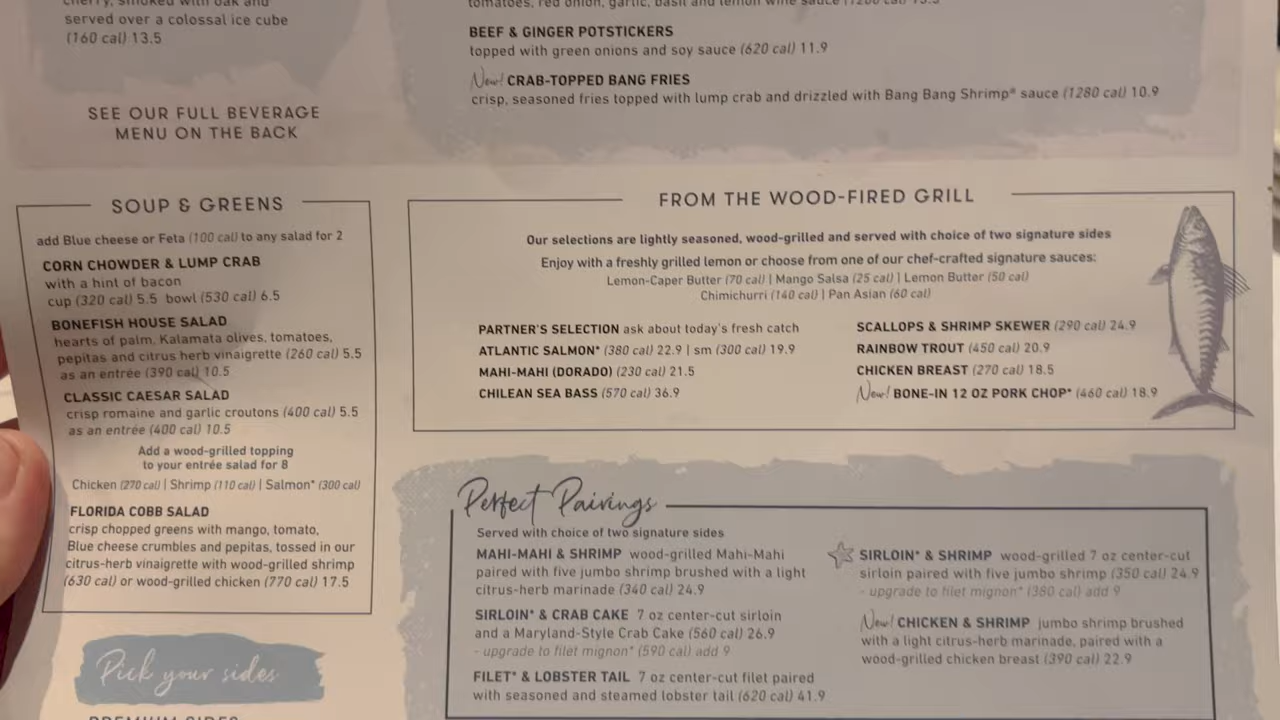 cherry, smoked with oak and
served over a colossal ice cube
(160 cal) 13.5
SEE OUR FULL BEVERAGE
MENU ON THE BACK
tomatoes, red onion, garlic, basil and lemon wine sauce
BEEF & GINGER POTSTICKERS
topped with green onions and soy sauce (620 cal) 11.9
New! CRAB-TOPPED BANG FRIES
crisp, seasoned fries topped with lump crab and drizzled with Bang Bang Shrimp® sauce (1280 cal) 10.9
SOUP & GREENS
add Blue cheese or Feta (100 cal) to any salad for 2
CORN CHOWDER & LUMP CRAB
with a hint of bacon
cup (320 cal) 5.5 bowl (530 cal) 6.5
BONEFISH HOUSE SALAD
hearts of palm, Kalamata olives, tomatoes,
pepitas and citrus herb vinaigrette (260 cal) 5.5
as an entrée (390 cal) 10.5
CLASSIC CAESAR SALAD
crisp romaine and garlic croutons (400 cal) 5.5
as an entrée (400 cal) 10.5
Add a wood-grilled topping
to your entrée salad for 8
Chicken (270 cal) | Shrimp (110 cal) | Salmon* (300 cal)
FLORIDA COBB SALAD
crisp chopped greens with mango, tomato,
Blue cheese crumbles and pepitas, tossed in our
citrus-herb vinaigrette with wood-grilled shrimp
(630 cal) or wood-grilled chicken (770 cal) 17.5
Pick your sides
PREMIUM SIDES
FROM THE WOOD-FIRED GRILL
Our selections are lightly seasoned, wood-grilled and served with choice of two signature sides
Enjoy with a freshly grilled lemon or choose from one of our chef-crafted signature sauces:
Lemon-Caper Butter (70 cal) | Mango Salsa (25 cal) | Lemon Butter (50 cal)
Chimichurri (140 cal) | Pan Asian (60 cal)
PARTNER'S SELECTION ask about today's fresh catch
ATLANTIC SALMON* (380 cal) 22.9 | sm (300 cal) 19.9
MAHI-MAHI (DORADO) (230 cal) 21.5
CHILEAN SEA BASS (570 cal) 36.9
SCALLOPS & SHRIMP SKEWER (290 cal) 24.9
RAINBOW TROUT (450 cal) 20.9
CHICKEN BREAST (270 cal) 18.5
New! BONE-IN 12 OZ PORK CHOP* (460 cal) 18.9
Perfect Pairings
Served with choice of two signature sides
MAHI-MAHI & SHRIMP wood-grilled Mahi-Mahi
paired with five jumbo shrimp brushed with a light
citrus-herb marinade (340 cal) 24.9
SIRLOIN* & CRAB CAKE 7 oz center-cut sirloin
and a Maryland-Style Crab Cake (560 cal) 26.9
- upgrade to filet mignon* (590 cal) add 9
FILET* & LOBSTER TAIL 7 oz center-cut filet paired
with seasoned and steamed lobster tail (620 cal) 41.9
SIRLOIN* & SHRIMP wood-grilled 7 oz center-cut
sirloin paired with five jumbo shrimp (350 cal) 24.9
- upgrade to filet mignon* (380 cal) add 9
New! CHICKEN & SHRIMP jumbo shrimp brushed
with a light citrus-herb marinade, paired with a
wood-grilled chicken breast (390 cal) 22.9